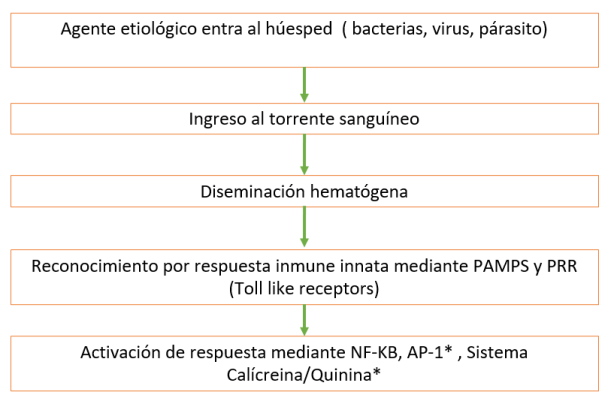 Agente etiológico entra al húesped  ( bacterias, virus, párasito)
Ingreso al torrente sanguíneo
Diseminación hematógena
Reconocimiento por respuesta inmune innata mediante PAMPS y PRR
(Toll like receptors)
Activación de respuesta mediante NF-KB, AP-1* , Sistema
Calícreina/Quinina*